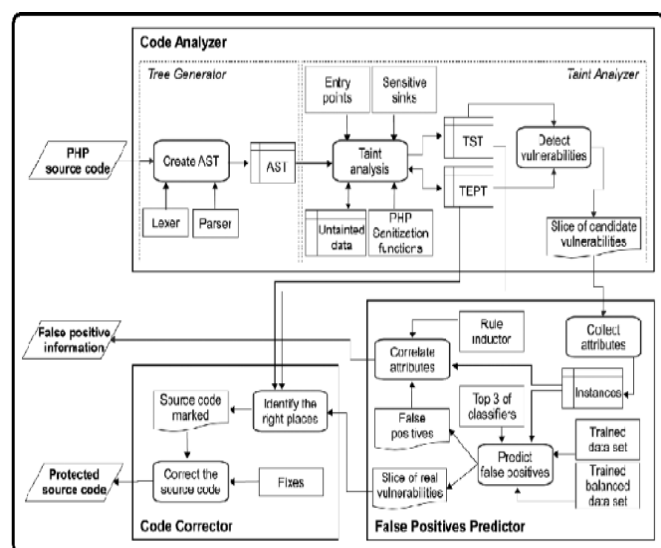 Code Analyzer
Tree Generator
Taint Analyzer
Entry
points
Sensitive
sinks
PHP
source code
Create AST
AST
Taint
analysis
TST
TEPT
Detect
vulnerabilities
Lexer
Parser
Untainted
data
PHP
Sanitization
functions
Slice of candidate
vulnerabilities
False positive
information
Correlate
attributes
Rule
inductor
Collect
attributes
Instances
Source code
marked
Identify the
right places
False
positives
Top 3 of
classifiers
Predict
false positives
Trained
data set
Protected
source code
Correct the
source code
Fixes
Slice of real
vulnerabilities
Trained
balanced
data set
Code Corrector
False Positives Predictor